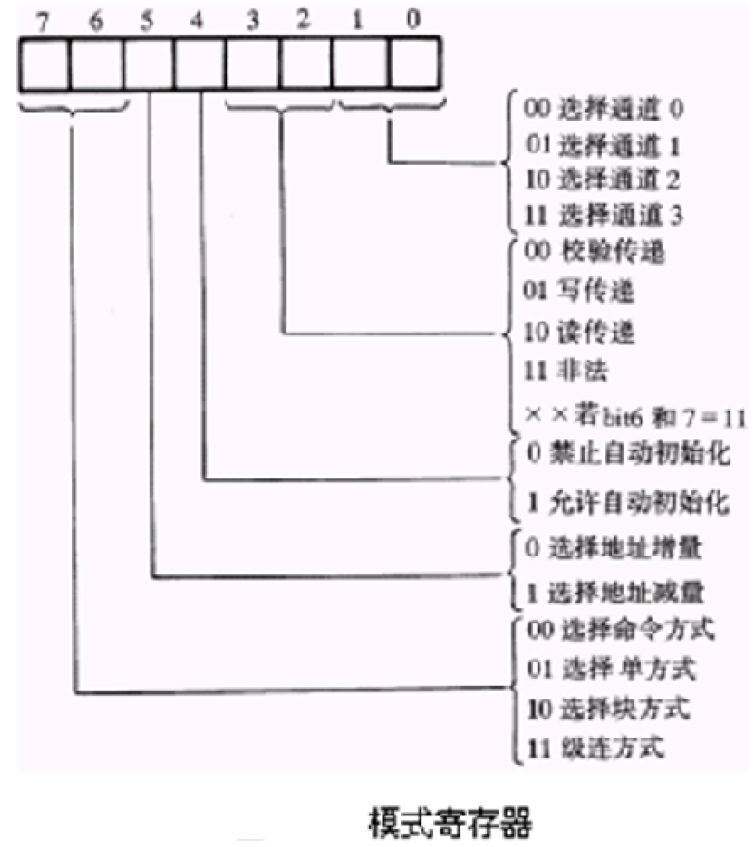 7 6 5 4 3 2 1 0
00 选择通道 0
01 选择通道 1
10 选择通道 2
11 选择通道 3
00 校验传递
01 写传递
10 读传递
11 非法
××若 bit6 和 7=11
0 禁止自动初始化
1 允许自动初始化
0 选择地址增量
1 选择地址减量
00 选择命令方式
01 选择单方式
10 选择块方式
11 级连方式
模式寄存器